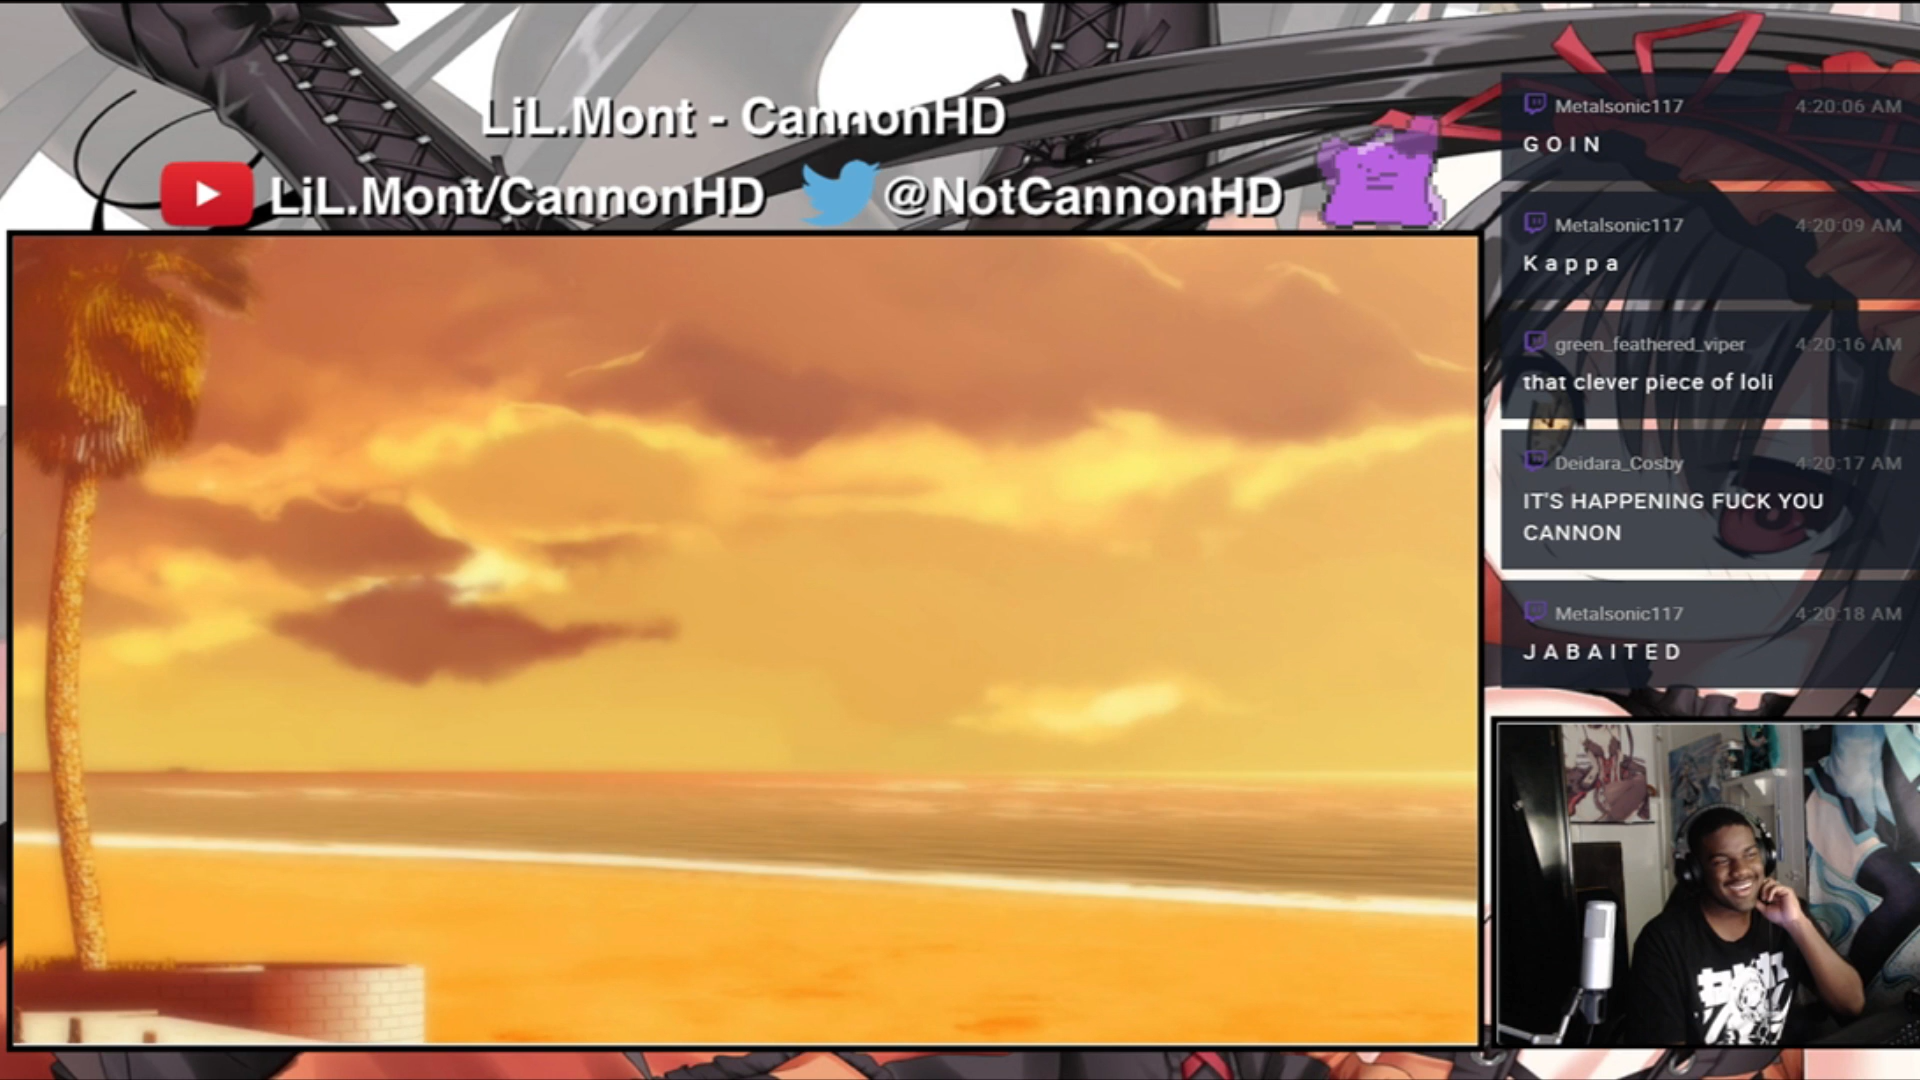 LiL.Mont - CannonHD
LiL.Mont/CannonHD
@NotCannonHD
Metalsonic117 4:20:06 AM
G O I N
Metalsonic117 4:20:09 AM
K a p p a
green_feathered_viper 4:20:16 AM
that clever piece of loli
Deidara_Cosby 4:20:17 AM
IT'S HAPPENING FUCK YOU
CANNON
Metalsonic117 4:20:18 AM
J A B A I T E D